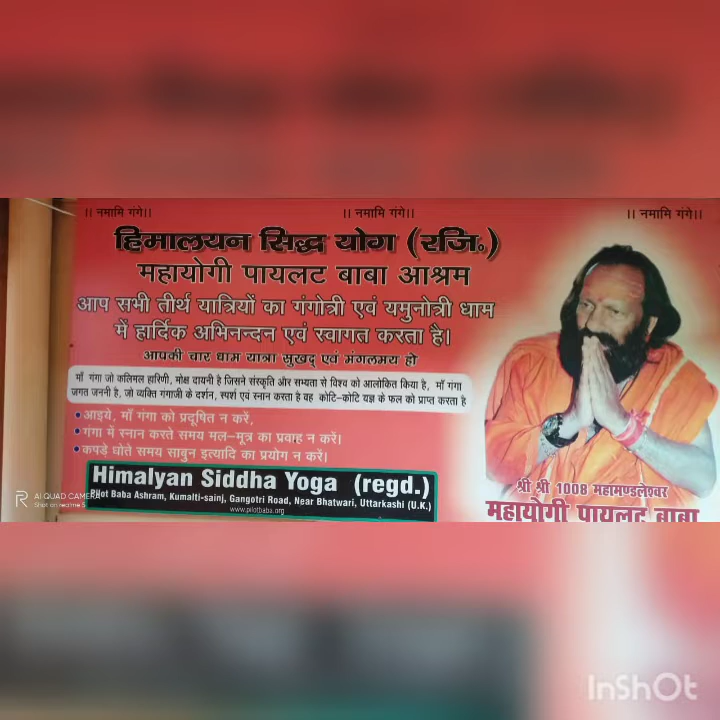 ।। नमामि गंगे।। ।। नमामि गंगे।। ।। नमामि गंगे।।
हिमालयन सिद्ध योग (रजि॰)
महायोगी पायलट बाबा आश्रम
आप सभी तीर्थ यात्रियों का गंगोत्री एवं यमुनोत्री धाम
में हार्दिक अभिनन्दन एवं स्वागत करता है।
आपकी चार धाम यात्रा सुखद् एवं मंगलमय हो
माँ गंगा जो कलिमल हारिणी, मोक्ष दायनी है जिसने संस्कृति और सभ्यता से विश्व को आलोकित किया है, माँ गंगा
जगत जननी है, जो व्यक्ति गंगाजी के दर्शन, स्पर्श एवं स्नान करता है वह कोटि-कोटि यज्ञ के फल को प्राप्त करता है
• आइये, माँ गंगा को प्रदूषित न करें,
• गंगा में स्नान करते समय मल-मूत्र का प्रवाह न करें।
• कपड़े धोते समय साबुन इत्यादि का प्रयोग न करें।
Himalyan Siddha Yoga (regd.)
Pilot Baba Ashram, Kumalti-sainj, Gangotri Road, Near Bhatwari, Uttarkashi (U.K.)
www.pilotbaba.org
श्री श्री 1008 महामण्डलेश्वर
महायोगी पायलट बाबा
R AI QUAD CAMERA
Shot on realme 5
InShOt